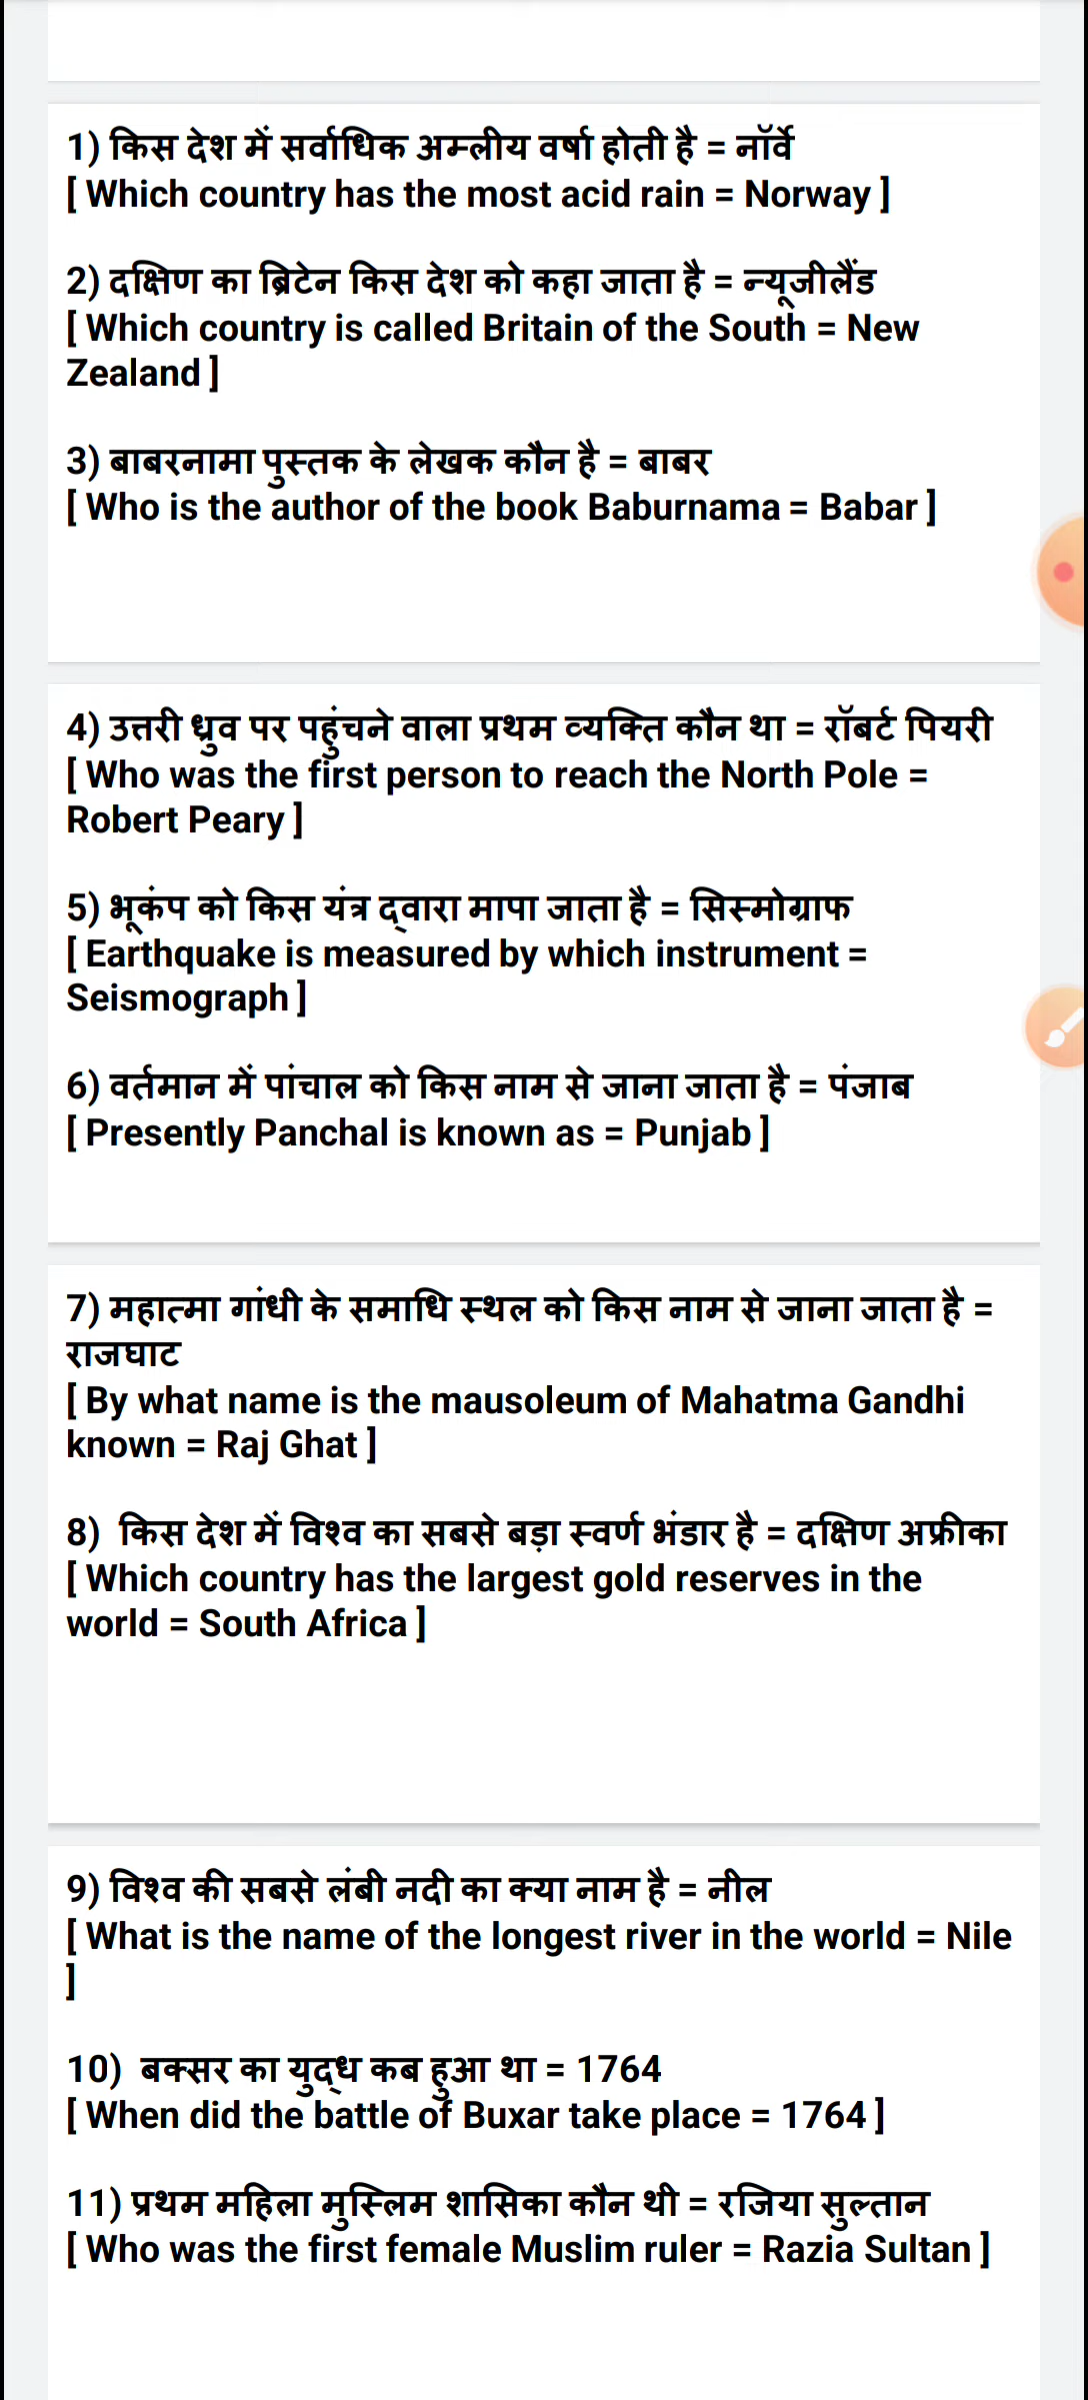 1) किस देश में सर्वाधिक अम्लीय वर्षा होती है = नॉर्वे
[ Which country has the most acid rain = Norway ]
2) दक्षिण का ब्रिटेन किस देश को कहा जाता है = न्यूजीलैंड
[ Which country is called Britain of the South = New
Zealand ]
3) बाबरनामा पुस्तक के लेखक कौन है = बाबर
[ Who is the author of the book Baburnama = Babar ]
4) उत्तरी ध्रुव पर पहुंचने वाला प्रथम व्यक्ति कौन था = रॉबर्ट पियरी
[ Who was the first person to reach the North Pole =
Robert Peary ]
5) भूकंप को किस यंत्र द्वारा मापा जाता है = सिस्मोग्राफ
[ Earthquake is measured by which instrument =
Seismograph ]
6) वर्तमान में पांचाल को किस नाम से जाना जाता है = पंजाब
[ Presently Panchal is known as = Punjab ]
7) महात्मा गांधी के समाधि स्थल को किस नाम से जाना जाता है =
राजघाट
[ By what name is the mausoleum of Mahatma Gandhi
known = Raj Ghat ]
8) किस देश में विश्व का सबसे बड़ा स्वर्ण भंडार है = दक्षिण अफ्रीका
[ Which country has the largest gold reserves in the
world = South Africa ]
9) विश्व की सबसे लंबी नदी का क्या नाम है = नील
[ What is the name of the longest river in the world = Nile
]
10) बक्सर का युद्ध कब हुआ था = 1764
[ When did the battle of Buxar take place = 1764 ]
11) प्रथम महिला मुस्लिम शासिका कौन थी = रजिया सुल्तान
[ Who was the first female Muslim ruler = Razia Sultan ]